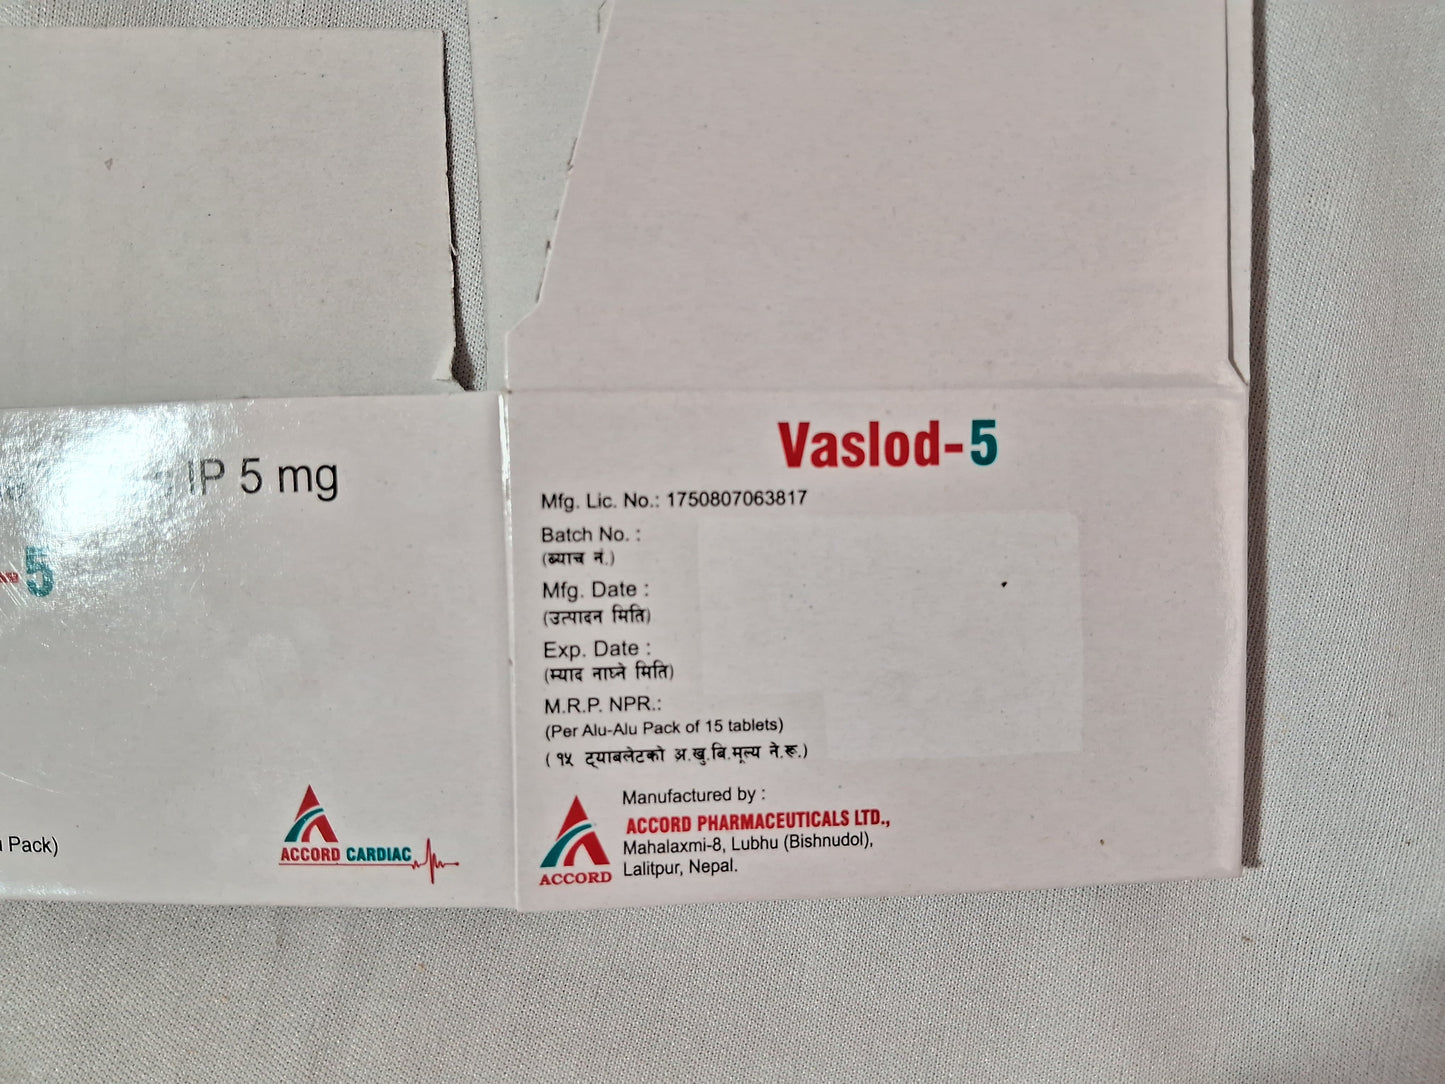 IP 5 mg
-5
Pack)
ACCORD CARDIAC
Vaslod-5
Mfg. Lic. No.: 1750807063817
Batch No. :
(ब्याच नं.)
Mfg. Date :
(उत्पादन मिति)
Exp. Date :
(म्याद नाघ्ने मिति)
M.R.P. NPR.:
(Per Alu-Alu Pack of 15 tablets)
( १५ ट्याबलेटको अ.खु.बि.मूल्य ने.रू.)
Manufactured by :
ACCORD PHARMACEUTICALS LTD.,
Mahalaxmi-8, Lubhu (Bishnudol),
Lalitpur, Nepal.
ACCORD